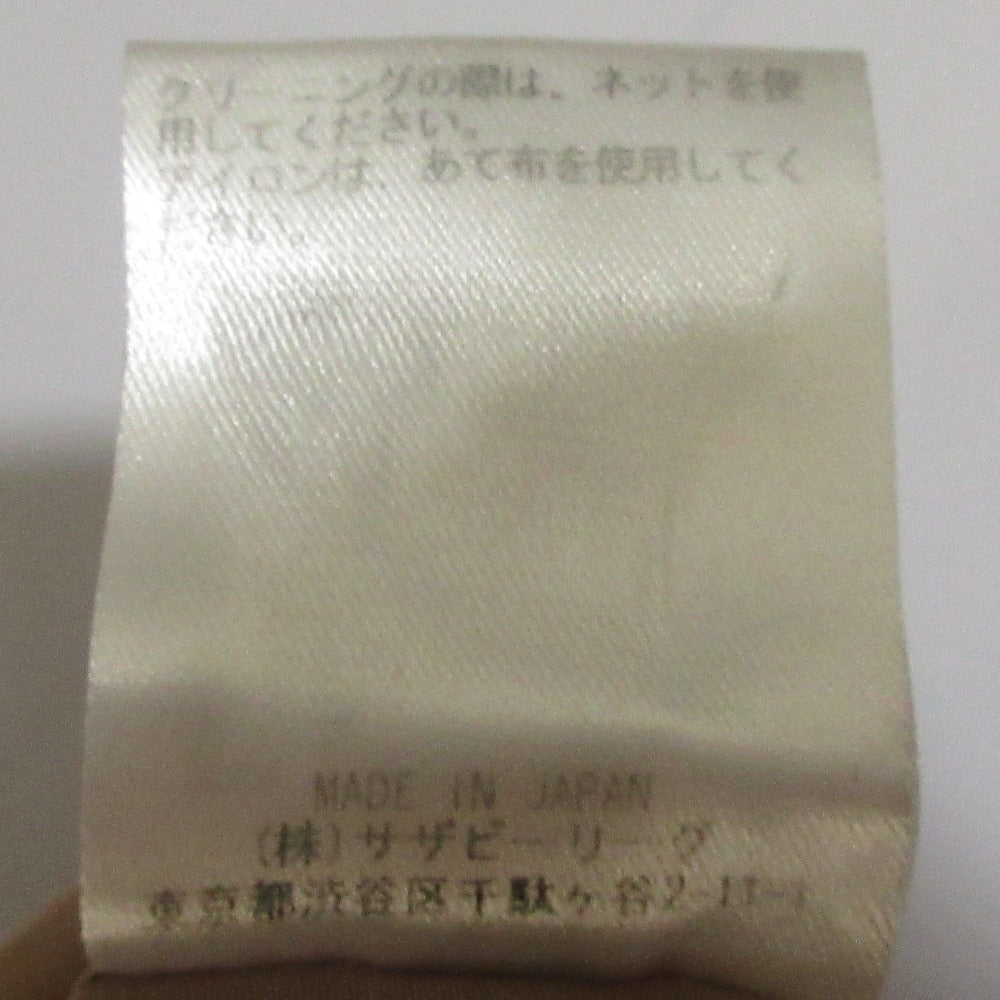 クリーニングの際は、ネットを使
用してください。
アイロンは、あて布を使用してく
ださい。
MADE IN JAPAN
(株)サザビーリーグ
東京都渋谷区千駄ヶ谷2-11-1